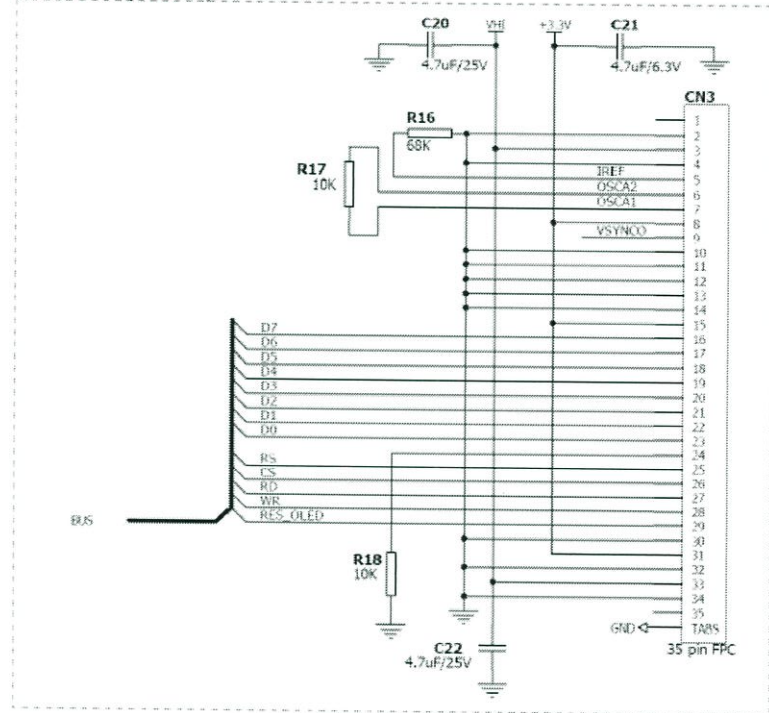 C20
VHI
+3.3V
C21
4.7uF/25V
4.7uF/6.3V
CN3
R16
68K
R17
10K
IREF
OSCA2
OSCA1
VSYNCO
1
2
3
4
5
6
7
8
9
10
11
12
13
14
15
16
17
18
19
20
21
22
23
24
25
26
27
28
29
30
31
32
33
34
35
TABS
D7
D6
D5
D4
D3
D2
D1
D0
RS
CS
RD
WR
RES_OLED
BUS
R18
10K
GND
35 pin FPC
C22
4.7uF/25V